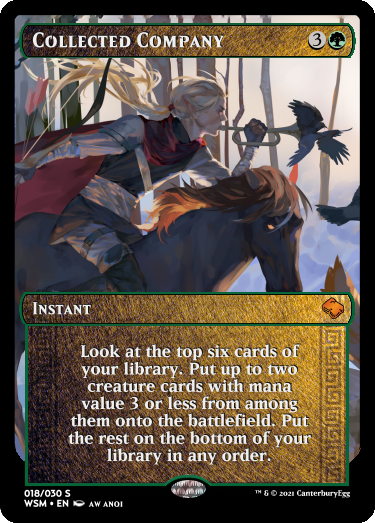 Collected Company 3
Instant
Look at the top six cards of
your library. Put up to two
creature cards with mana
value 3 or less from among
them onto the battlefield. Put
the rest on the bottom of your
library in any order.
018/030 S
WSM • EN AW ANOI
™ & © 2021 CanterburyEgg